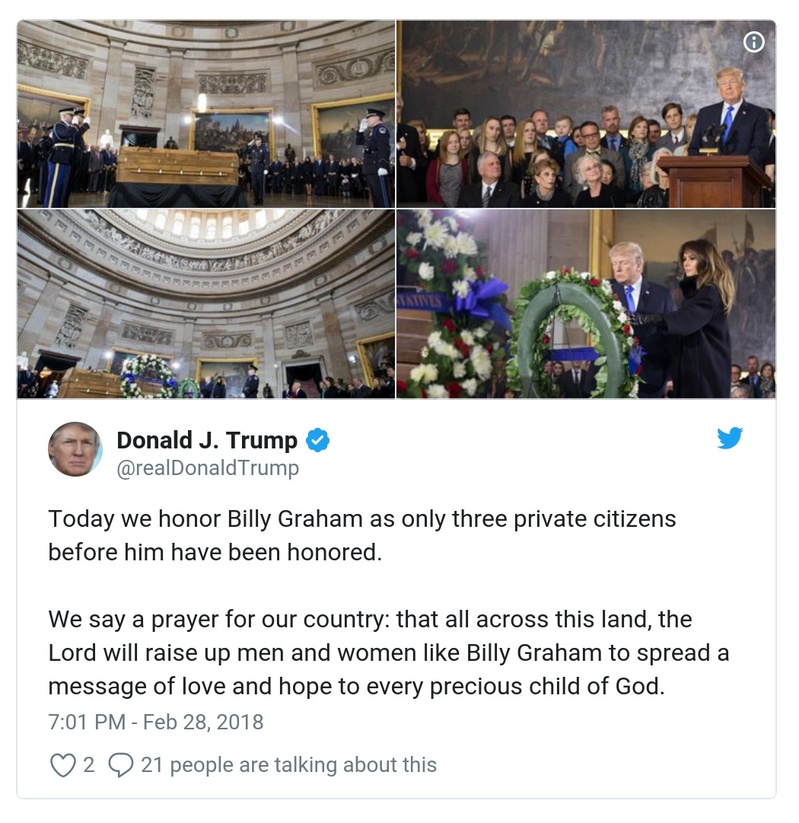 TATIVES
Donald J. Trump
@realDonaldTrump
Today we honor Billy Graham as only three private citizens
before him have been honored.
We say a prayer for our country: that all across this land, the
Lord will raise up men and women like Billy Graham to spread a
message of love and hope to every precious child of God.
7:01 PM - Feb 28, 2018
2 21 people are talking about this